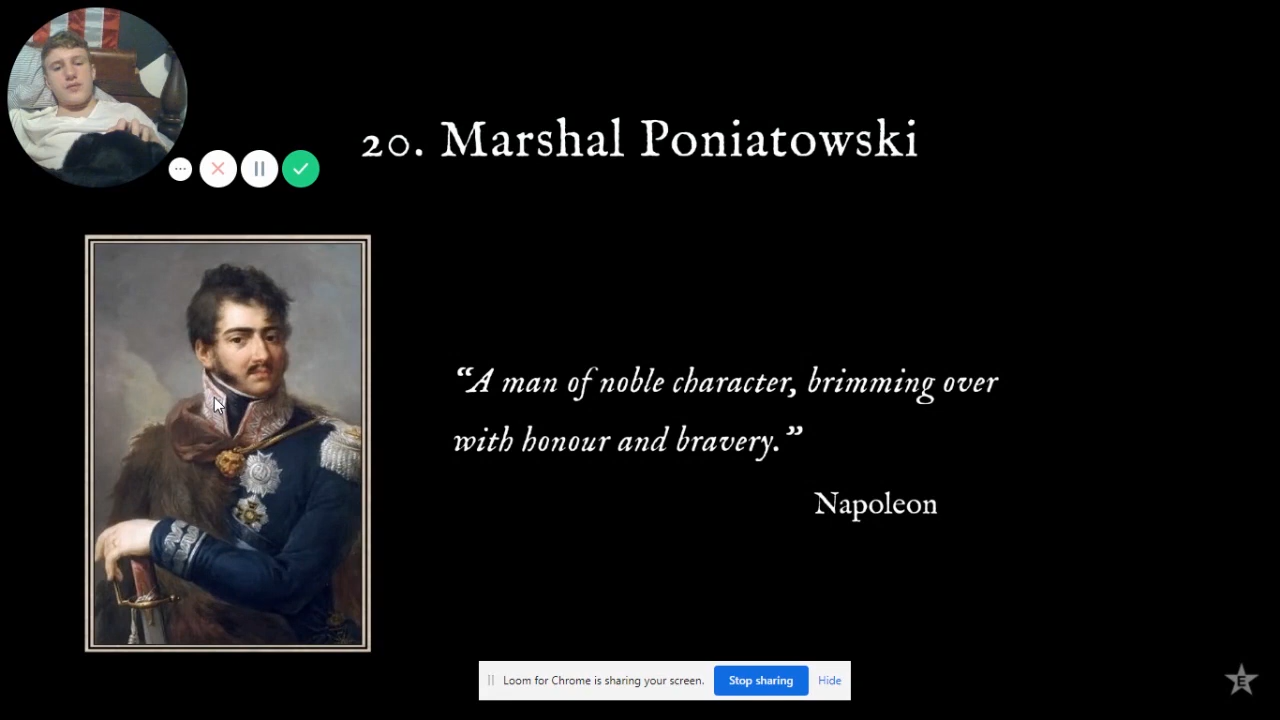 20. Marshal Poniatowski
“A man of noble character, brimming over
with honour and bravery.”
Napoleon
Loom for Chrome is sharing your screen. Stop sharing Hide
E